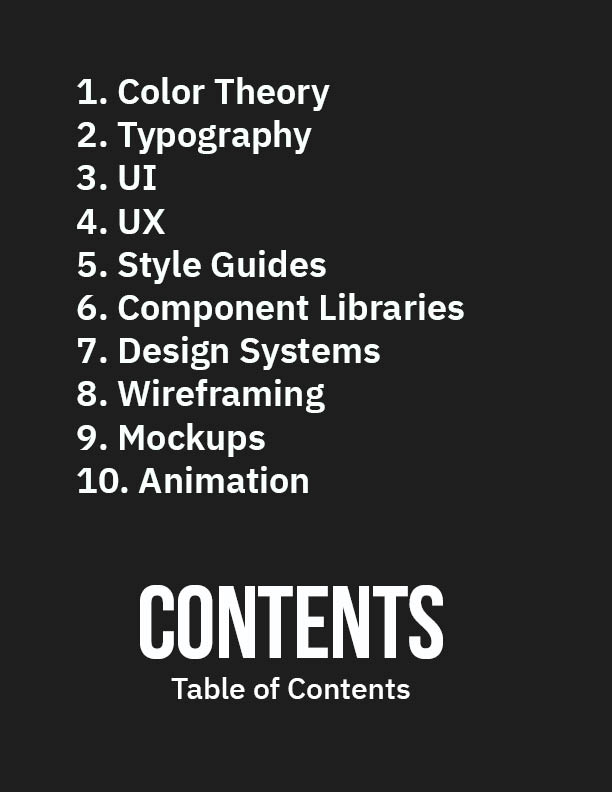 1. Color Theory
2. Typography
3. UI
4. UX
5. Style Guides
6. Component Libraries
7. Design Systems
8. Wireframing
9. Mockups
10. Animation
CONTENTS
Table of Contents